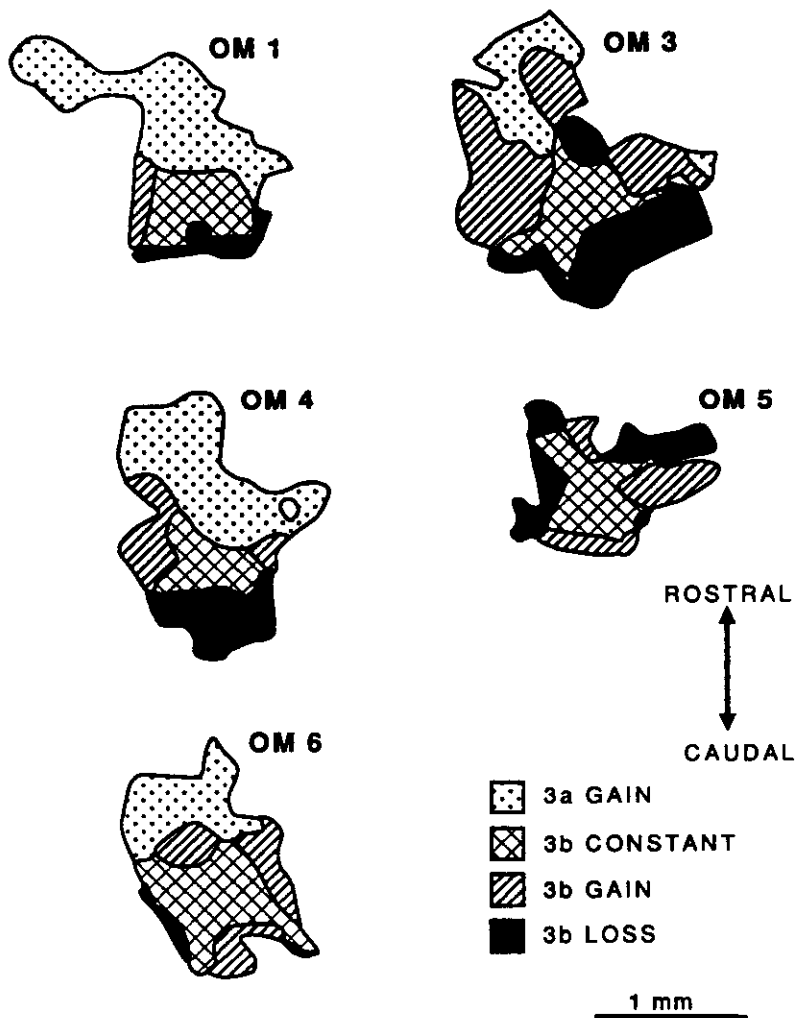 OM 1
OM 3
OM 4
OM 5
ROSTRAL
CAUDAL
OM 6
3a GAIN
3b CONSTANT
3b GAIN
3b LOSS
1 mm